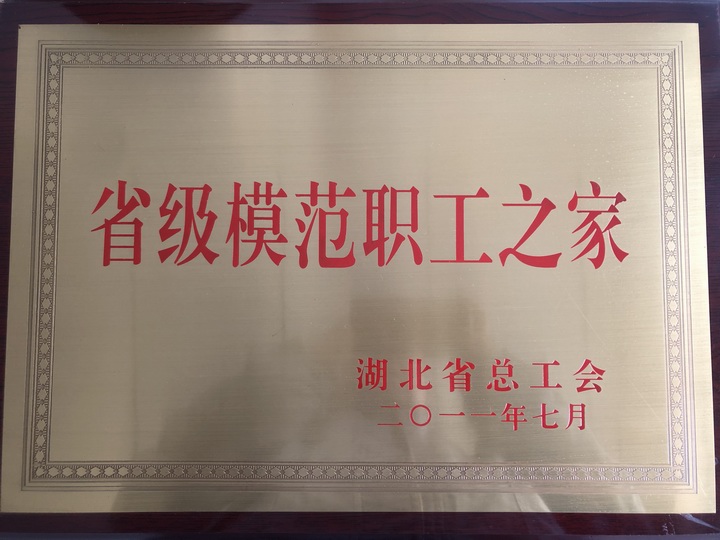 省级模范职工之家
湖北省总工会
二〇一一年七月